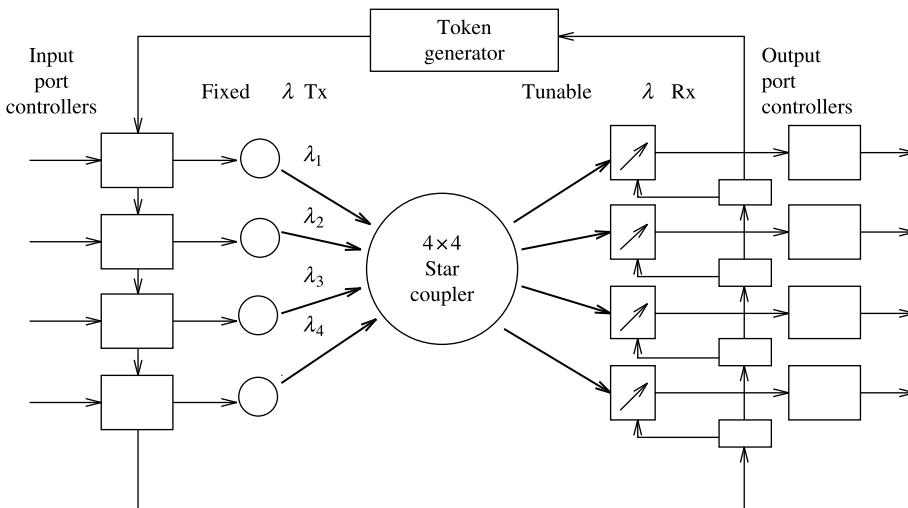 Token
generator
Input
port
controllers
Fixed λ Tx
Tunable λ Rx
Output
port
controllers
λ1
λ2
λ3
λ4
4×4
Star
coupler